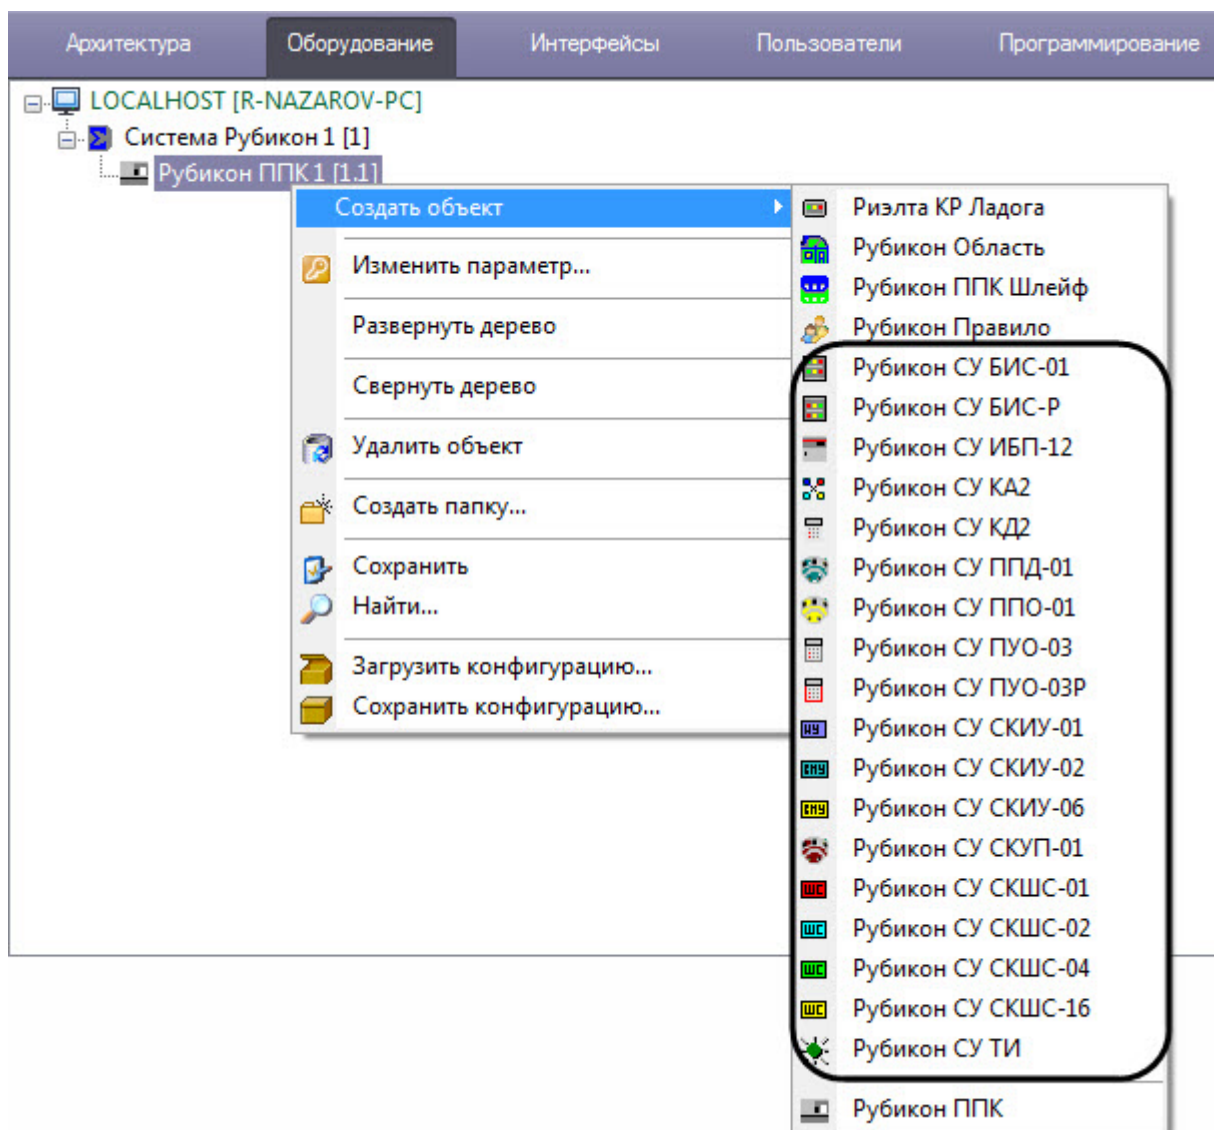 Архитектура Оборудование Интерфейсы Пользователи Программирование
LOCALHOST [R-NAZAROV-PC]
Система Рубикон 1 [1]
Рубикон ППК 1 [1.1]
Создать объект
Изменить параметр...
Развернуть дерево
Свернуть дерево
Удалить объект
Создать папку...
Сохранить
Найти...
Загрузить конфигурацию...
Сохранить конфигурацию...
Риэлта КР Ладога
Рубикон Область
Рубикон ППК Шлейф
Рубикон Правило
Рубикон СУ БИС-01
Рубикон СУ БИС-Р
Рубикон СУ ИБП-12
Рубикон СУ КА2
Рубикон СУ КД2
Рубикон СУ ППД-01
Рубикон СУ ППО-01
Рубикон СУ ПУО-03
Рубикон СУ ПУО-03Р
Рубикон СУ СКИУ-01
Рубикон СУ СКИУ-02
Рубикон СУ СКИУ-06
Рубикон СУ СКУП-01
ШС Рубикон СУ СКШС-01
ШС Рубикон СУ СКШС-02
ШС Рубикон СУ СКШС-04
ШС Рубикон СУ СКШС-16
Рубикон СУ ТИ
Рубикон ППК